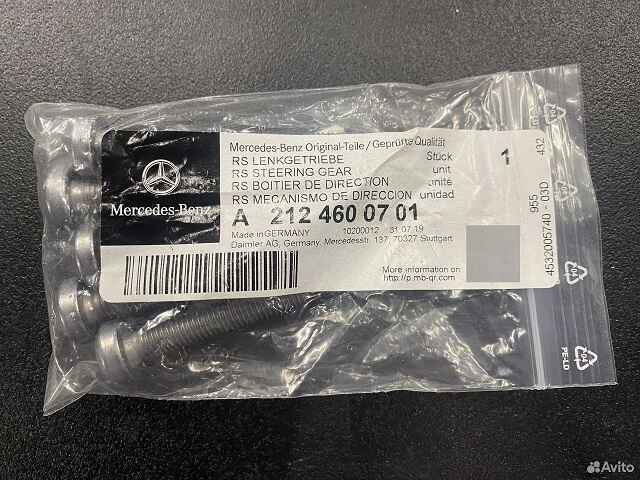 Mercedes-Benz Original-Teile / Geprüfte Qualität
RS LENKGETRIEBE Stück 1
RS STEERING GEAR unit
RS BOITIER DE DIRECTION unité
RS MECANISMO DE DIRECCION unidad
Mercedes-Benz
A 212 460 07 01
Made in GERMANY 10200012 31.07.19
Daimler AG, Germany, Mercedesstr. 137, 70327 Stuttgart
More information on
http://p.mb-qr.com
955 432
4532005740 - 03D
04
PE-LD
Avito